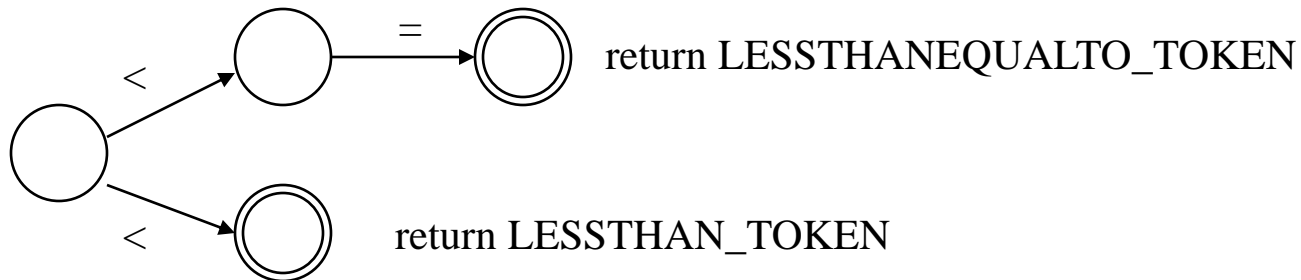 =
return LESSTHANEQUALTO_TOKEN
<
<
return LESSTHAN_TOKEN